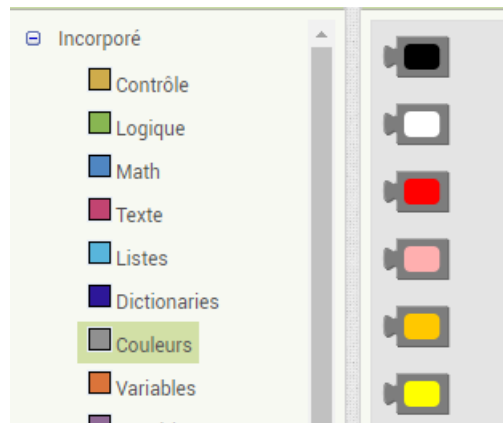 Incorporé
Contrôle
Logique
Math
Texte
Listes
Dictionaries
Couleurs
Variables